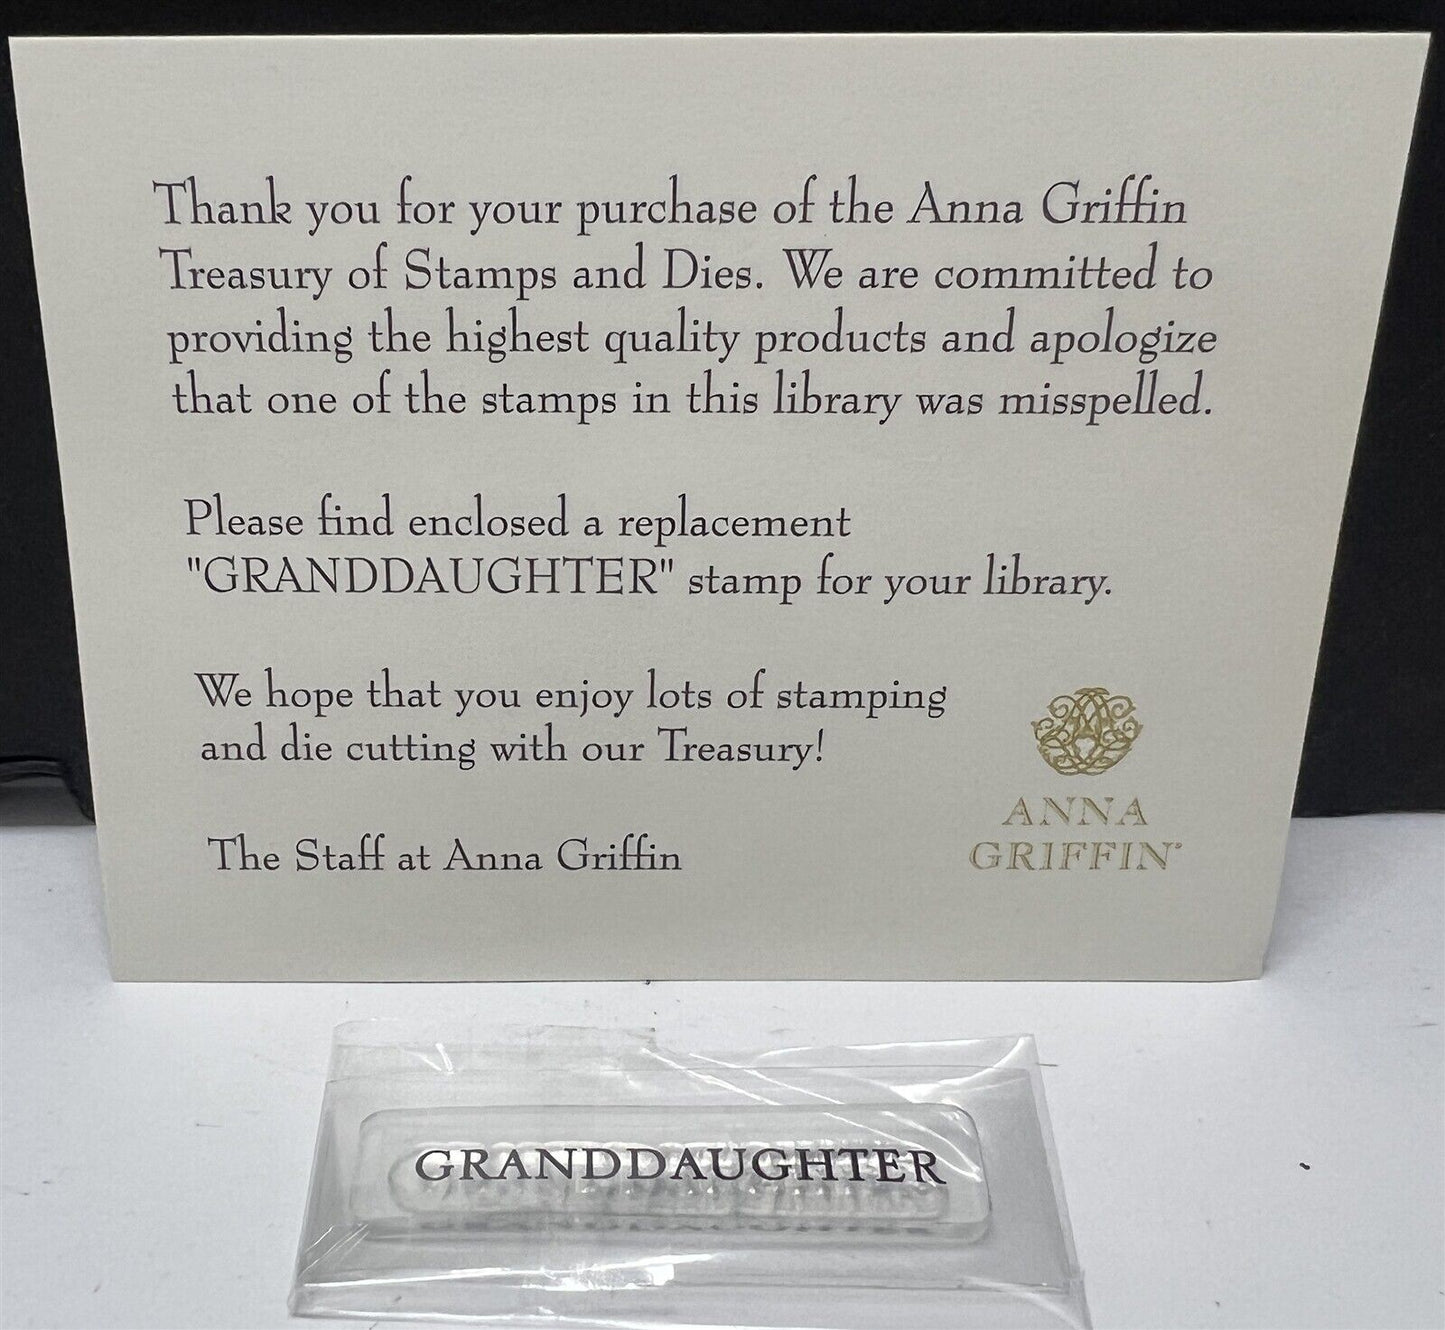 Thank you for your purchase of the Anna Griffin
Treasury of Stamps and Dies. We are committed to
providing the highest quality products and apologize
that one of the stamps in this library was misspelled.
Please find enclosed a replacement
"GRANDDAUGHTER" stamp for your library.
We hope that you enjoy lots of stamping
and die cutting with our Treasury!
The Staff at Anna Griffin
ANNA
GRIFFIN®
GRANDDAUGHTER